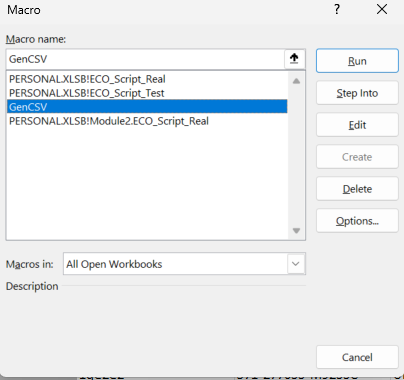 Macro
?
Macro name:
GenCSV
Run
PERSONAL.XLSB!ECO_Script_Real
PERSONAL.XLSB!ECO_Script_Test
GenCSV
PERSONAL.XLSB!Module2.ECO_Script_Real
Step Into
Edit
Create
Delete
Options...
Macros in:
All Open Workbooks
Description
Cancel